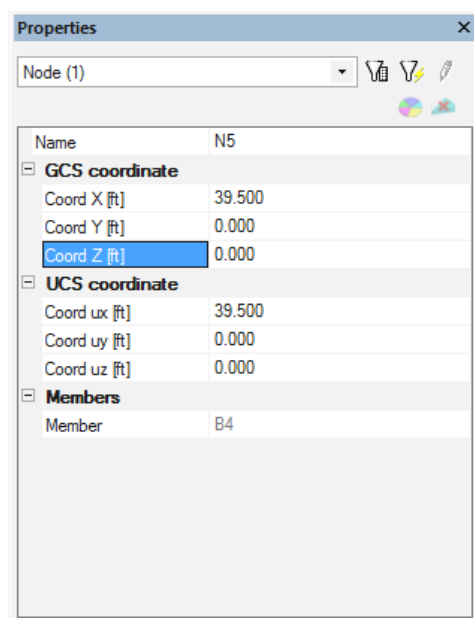 Properties
Node (1)
Name N5
GCS coordinate
Coord X [ft] 39.500
Coord Y [ft] 0.000
Coord Z [ft] 0.000
UCS coordinate
Coord ux [ft] 39.500
Coord uy [ft] 0.000
Coord uz [ft] 0.000
Members
Member B4